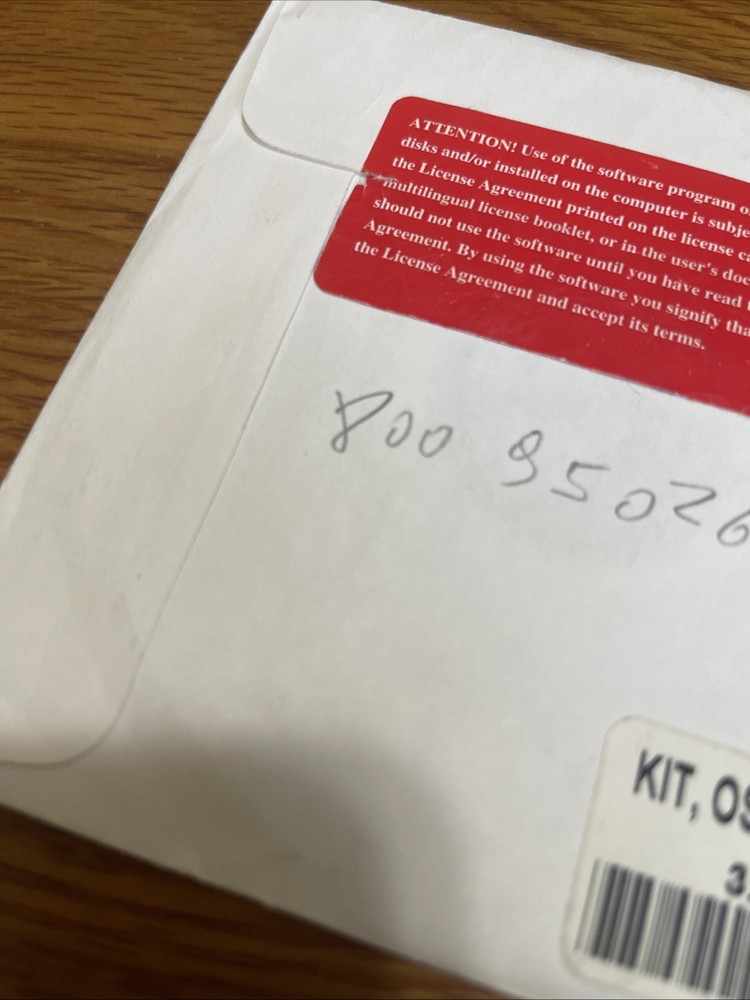 ATTENTION! Use of the software program o
disks and/or installed on the computer is subje
the License Agreement printed on the license ca
multilingual license booklet, or in the user's doc
should not use the software until you have read t
Agreement. By using the software you signify tha
the License Agreement and accept its terms.
800 95026
KIT, OS
3